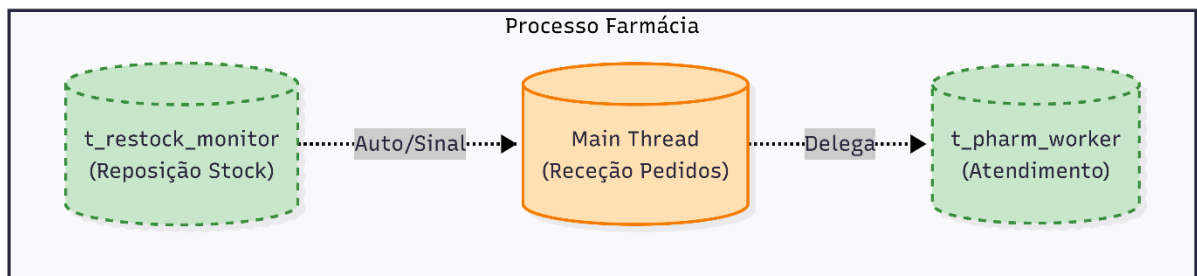 Processo Farmácia
t_restock_monitor
(Reposição Stock)
Auto/Sinal
Main Thread
(Receção Pedidos)
Delega
t_pharm_worker
(Atendimento)